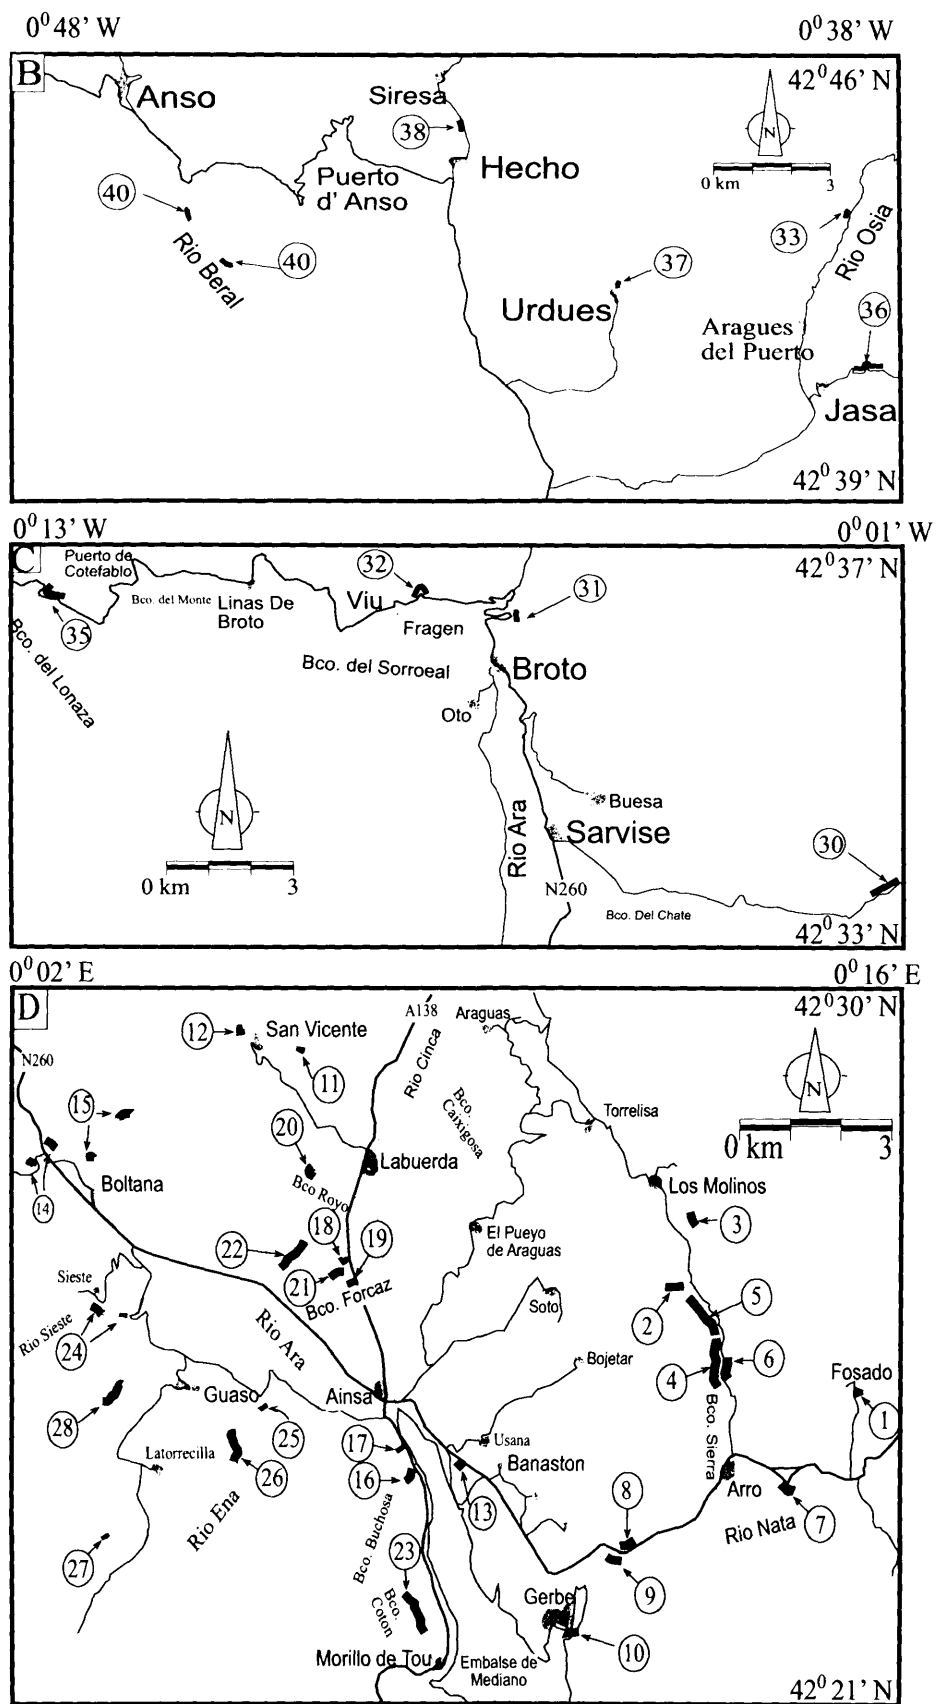 0⁰ 48' W
0⁰ 38' W
B
42⁰ 46' N
Anso
Siresa
38
N
Hecho
0 km
3
Puerto
d' Anso
40
33
Rio Osia
Rio Beral
40
37
Urdues
36
Aragues
del Puerto
Jasa
42⁰ 39' N
0⁰ 13' W
0⁰ 01' W
C
Puerto de
Cotefablo
32
42⁰ 37' N
Bco. del Monte
Linas De
Broto
Viu
31
35
Fragen
Bco. del Lonaza
Bco. del Sorroeal
Broto
Oto
N
Buesa
Rio Ara
Sarvise
0 km
3
30
N260
Bco. Del Chate
42⁰ 33' N
0⁰ 02' E
0⁰ 16' E
D
A138
42⁰ 30' N
12
San Vicente
Araguas
N260
11
Rio Cinca
N
15
Bco.
Caixigosa
Torrelisa
20
0 km
3
Labuerda
Boltana
Bco Royo
Los Molinos
14
18
19
3
El Pueyo
de Araguas
22
21
Bco. Forcaz
Sieste
Soto
2
5
Rio Sieste
24
Rio Ara
Bojetar
4
6
Fosado
Guaso
Ainsa
28
25
1
Bco. Sierra
17
Usana
Latorrecilla
26
16
Banaston
Arro
13
8
Rio Ena
Bco. Buchosa
Rio Nata
7
27
23
9
Bco.
Coton
Gerbe
10
Morillo de Tou
Embalse de
Mediano
42⁰ 21' N